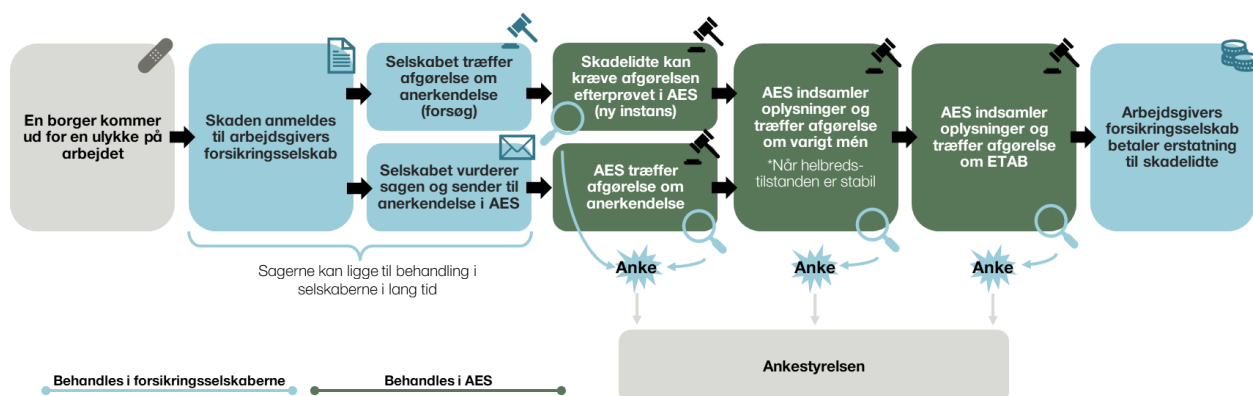 En borger kommer
ud for en ulykke på
arbejdet
Skaden anmeldes
til arbejdsgivers
forsikringsselskab
Selskabet træffer
afgørelse om
anerkendelse
(forsøg)
Selskabet vurderer
sagen og sender til
anerkendelse i AES
Skadelidte kan
kræve afgørelsen
efterprøvet i AES
(ny instans)
AES træffer
afgørelse om
anerkendelse
AES indsamler
oplysninger og
træffer afgørelse
om varigt mén
*Når helbreds-
tilstanden er stabil
AES indsamler
oplysninger og
træffer afgørelse
om ETAB
Arbejdsgivers
forsikringsselskab
betaler erstatning
til skadelidte
Sagerne kan ligge til behandling i
selskaberne i lang tid
Anke
Anke
Anke
Ankestyrelsen
Behandles i forsikringsselskaberne
Behandles i AES